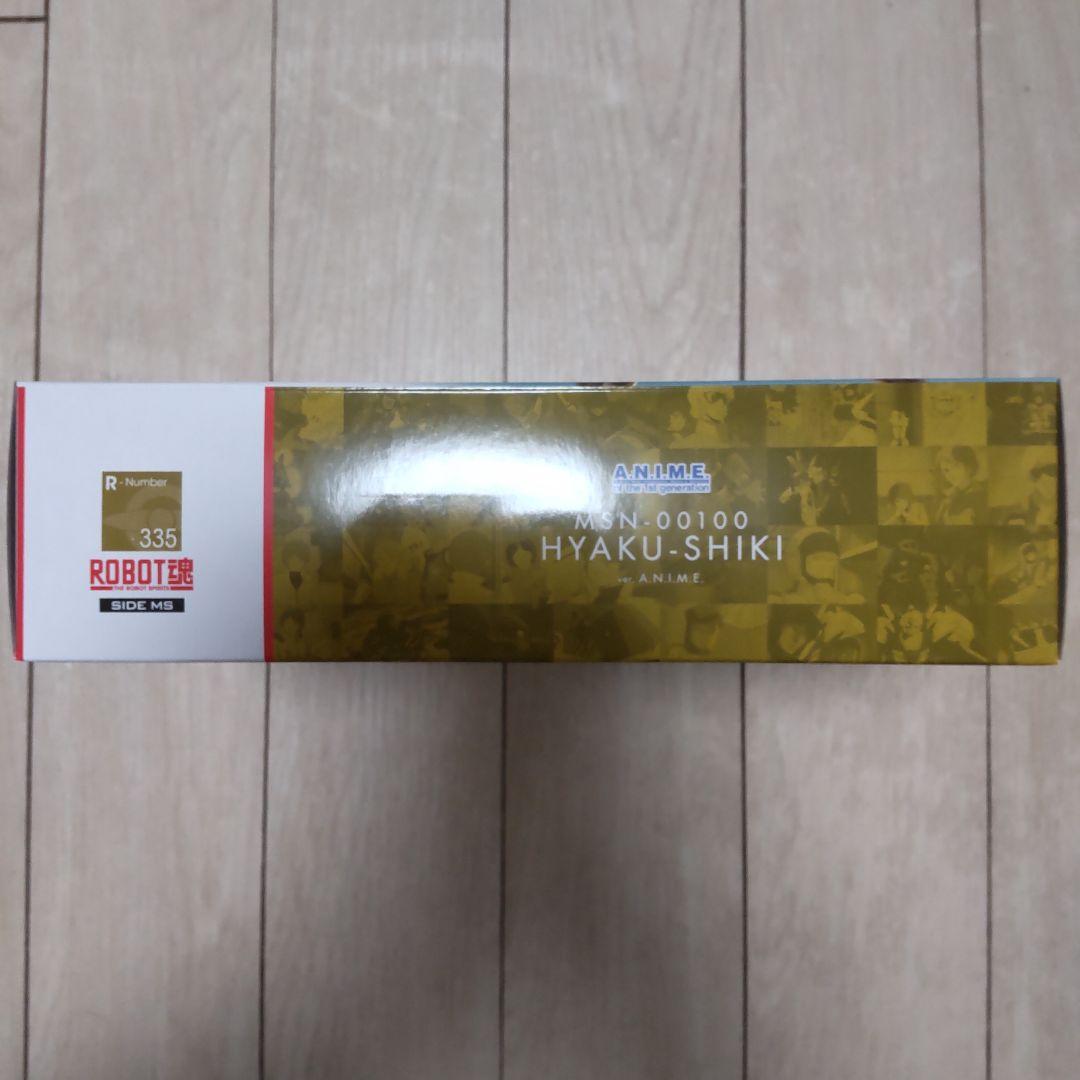 R-Number
335
ROBOT魂
THE ROBOT SPIRITS
SIDE MS
A.N.I.M.E.
the 1st generation
MSN-00100
HYAKU-SHIKI
ver. A.N.I.M.E.